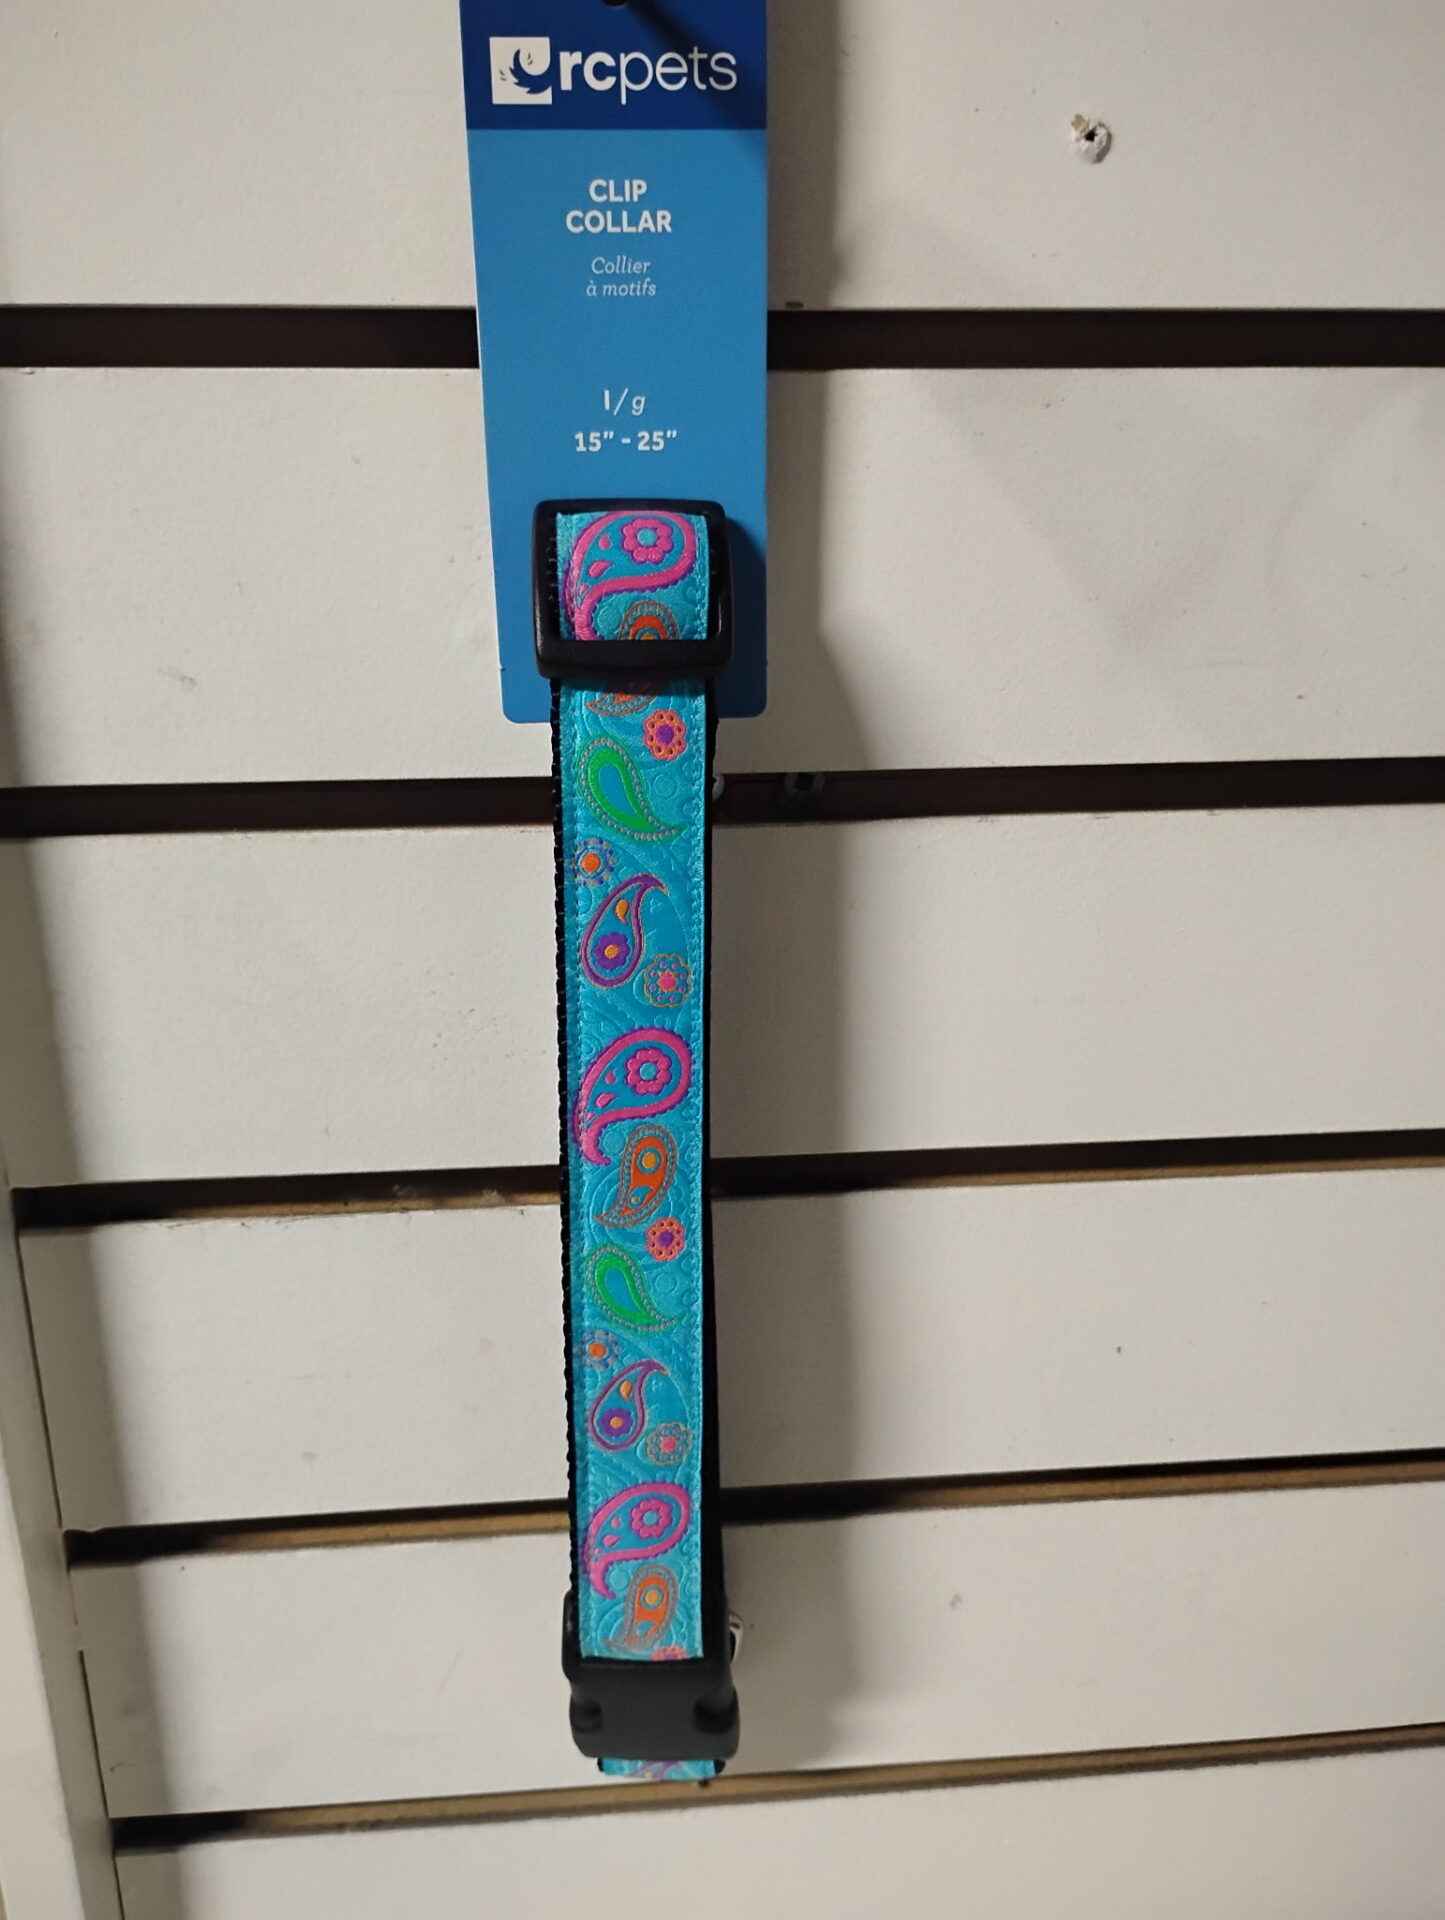 rcpets
CLIP
COLLAR
Collier
à motifs
l/g
15" - 25"